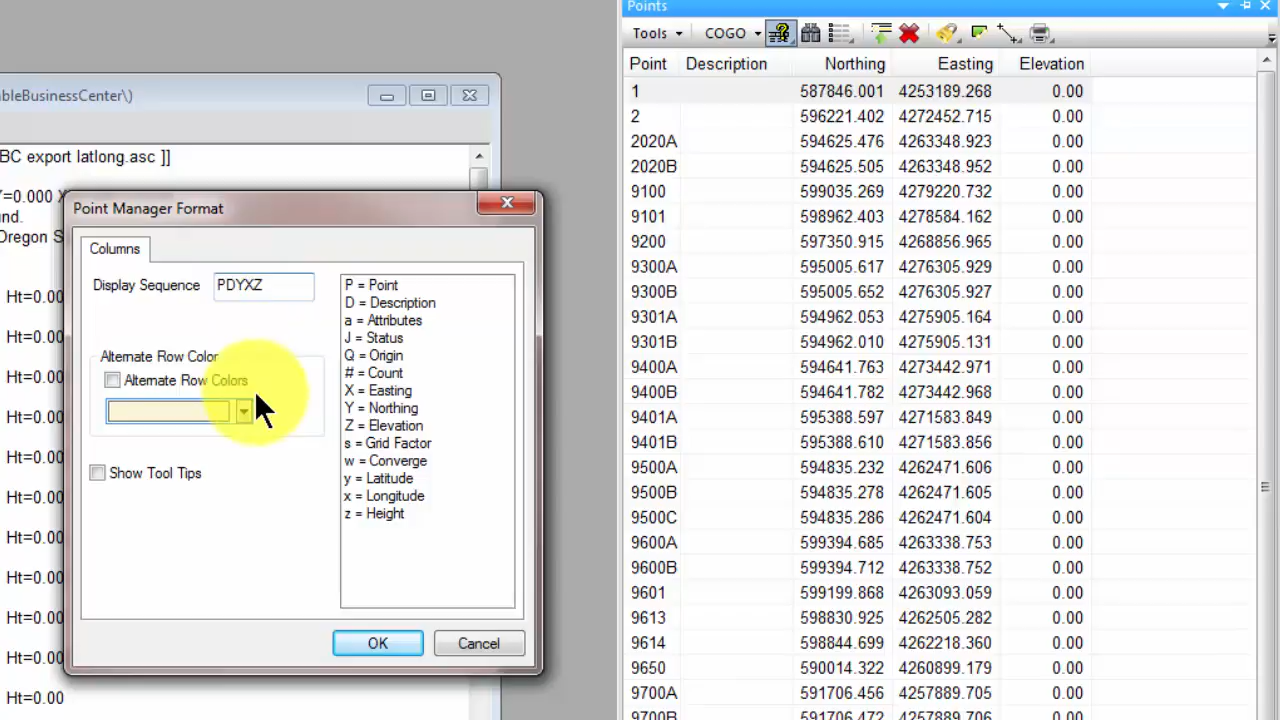 Points
Tools COGO
Point Description Northing Easting Elevation
1 587846.001 4253189.268 0.00
2 596221.402 4272452.715 0.00
2020A 594625.476 4263348.923 0.00
2020B 594625.505 4263348.952 0.00
9100 599035.269 4279220.732 0.00
9101 598962.403 4278584.162 0.00
9200 597350.915 4268856.965 0.00
9300A 595005.617 4276305.929 0.00
9300B 595005.652 4276305.927 0.00
9301A 594962.053 4275905.164 0.00
9301B 594962.010 4275905.131 0.00
9400A 594641.763 4273442.971 0.00
9400B 594641.782 4273442.968 0.00
9401A 595388.597 4271583.849 0.00
9401B 595388.610 4271583.856 0.00
9500A 594835.232 4262471.606 0.00
9500B 594835.278 4262471.605 0.00
9500C 594835.286 4262471.604 0.00
9600A 599394.685 4263338.753 0.00
9600B 599394.712 4263338.752 0.00
9601 599199.868 4263093.059 0.00
9613 598830.925 4262505.282 0.00
9614 598844.699 4262218.360 0.00
9650 590014.322 4260899.179 0.00
9700A 591706.456 4257889.705 0.00
9700B 591706.472 4257889.706 0.00
ableBusinessCenter\)
BC export latlong.asc ]]
Y=0.000 X
nd.
Oregon S
Ht=0.00
Ht=0.00
Ht=0.00
Ht=0.00
Ht=0.00
Ht=0.00
Ht=0.00
Ht=0.00
Ht=0.00
Ht=0.00
Ht=0.00
Point Manager Format
Columns
Display Sequence PDYXZ
Alternate Row Color
Alternate Row Colors
Show Tool Tips
P = Point
D = Description
a = Attributes
J = Status
Q = Origin
# = Count
X = Easting
Y = Northing
Z = Elevation
s = Grid Factor
w = Converge
y = Latitude
x = Longitude
z = Height
OK Cancel